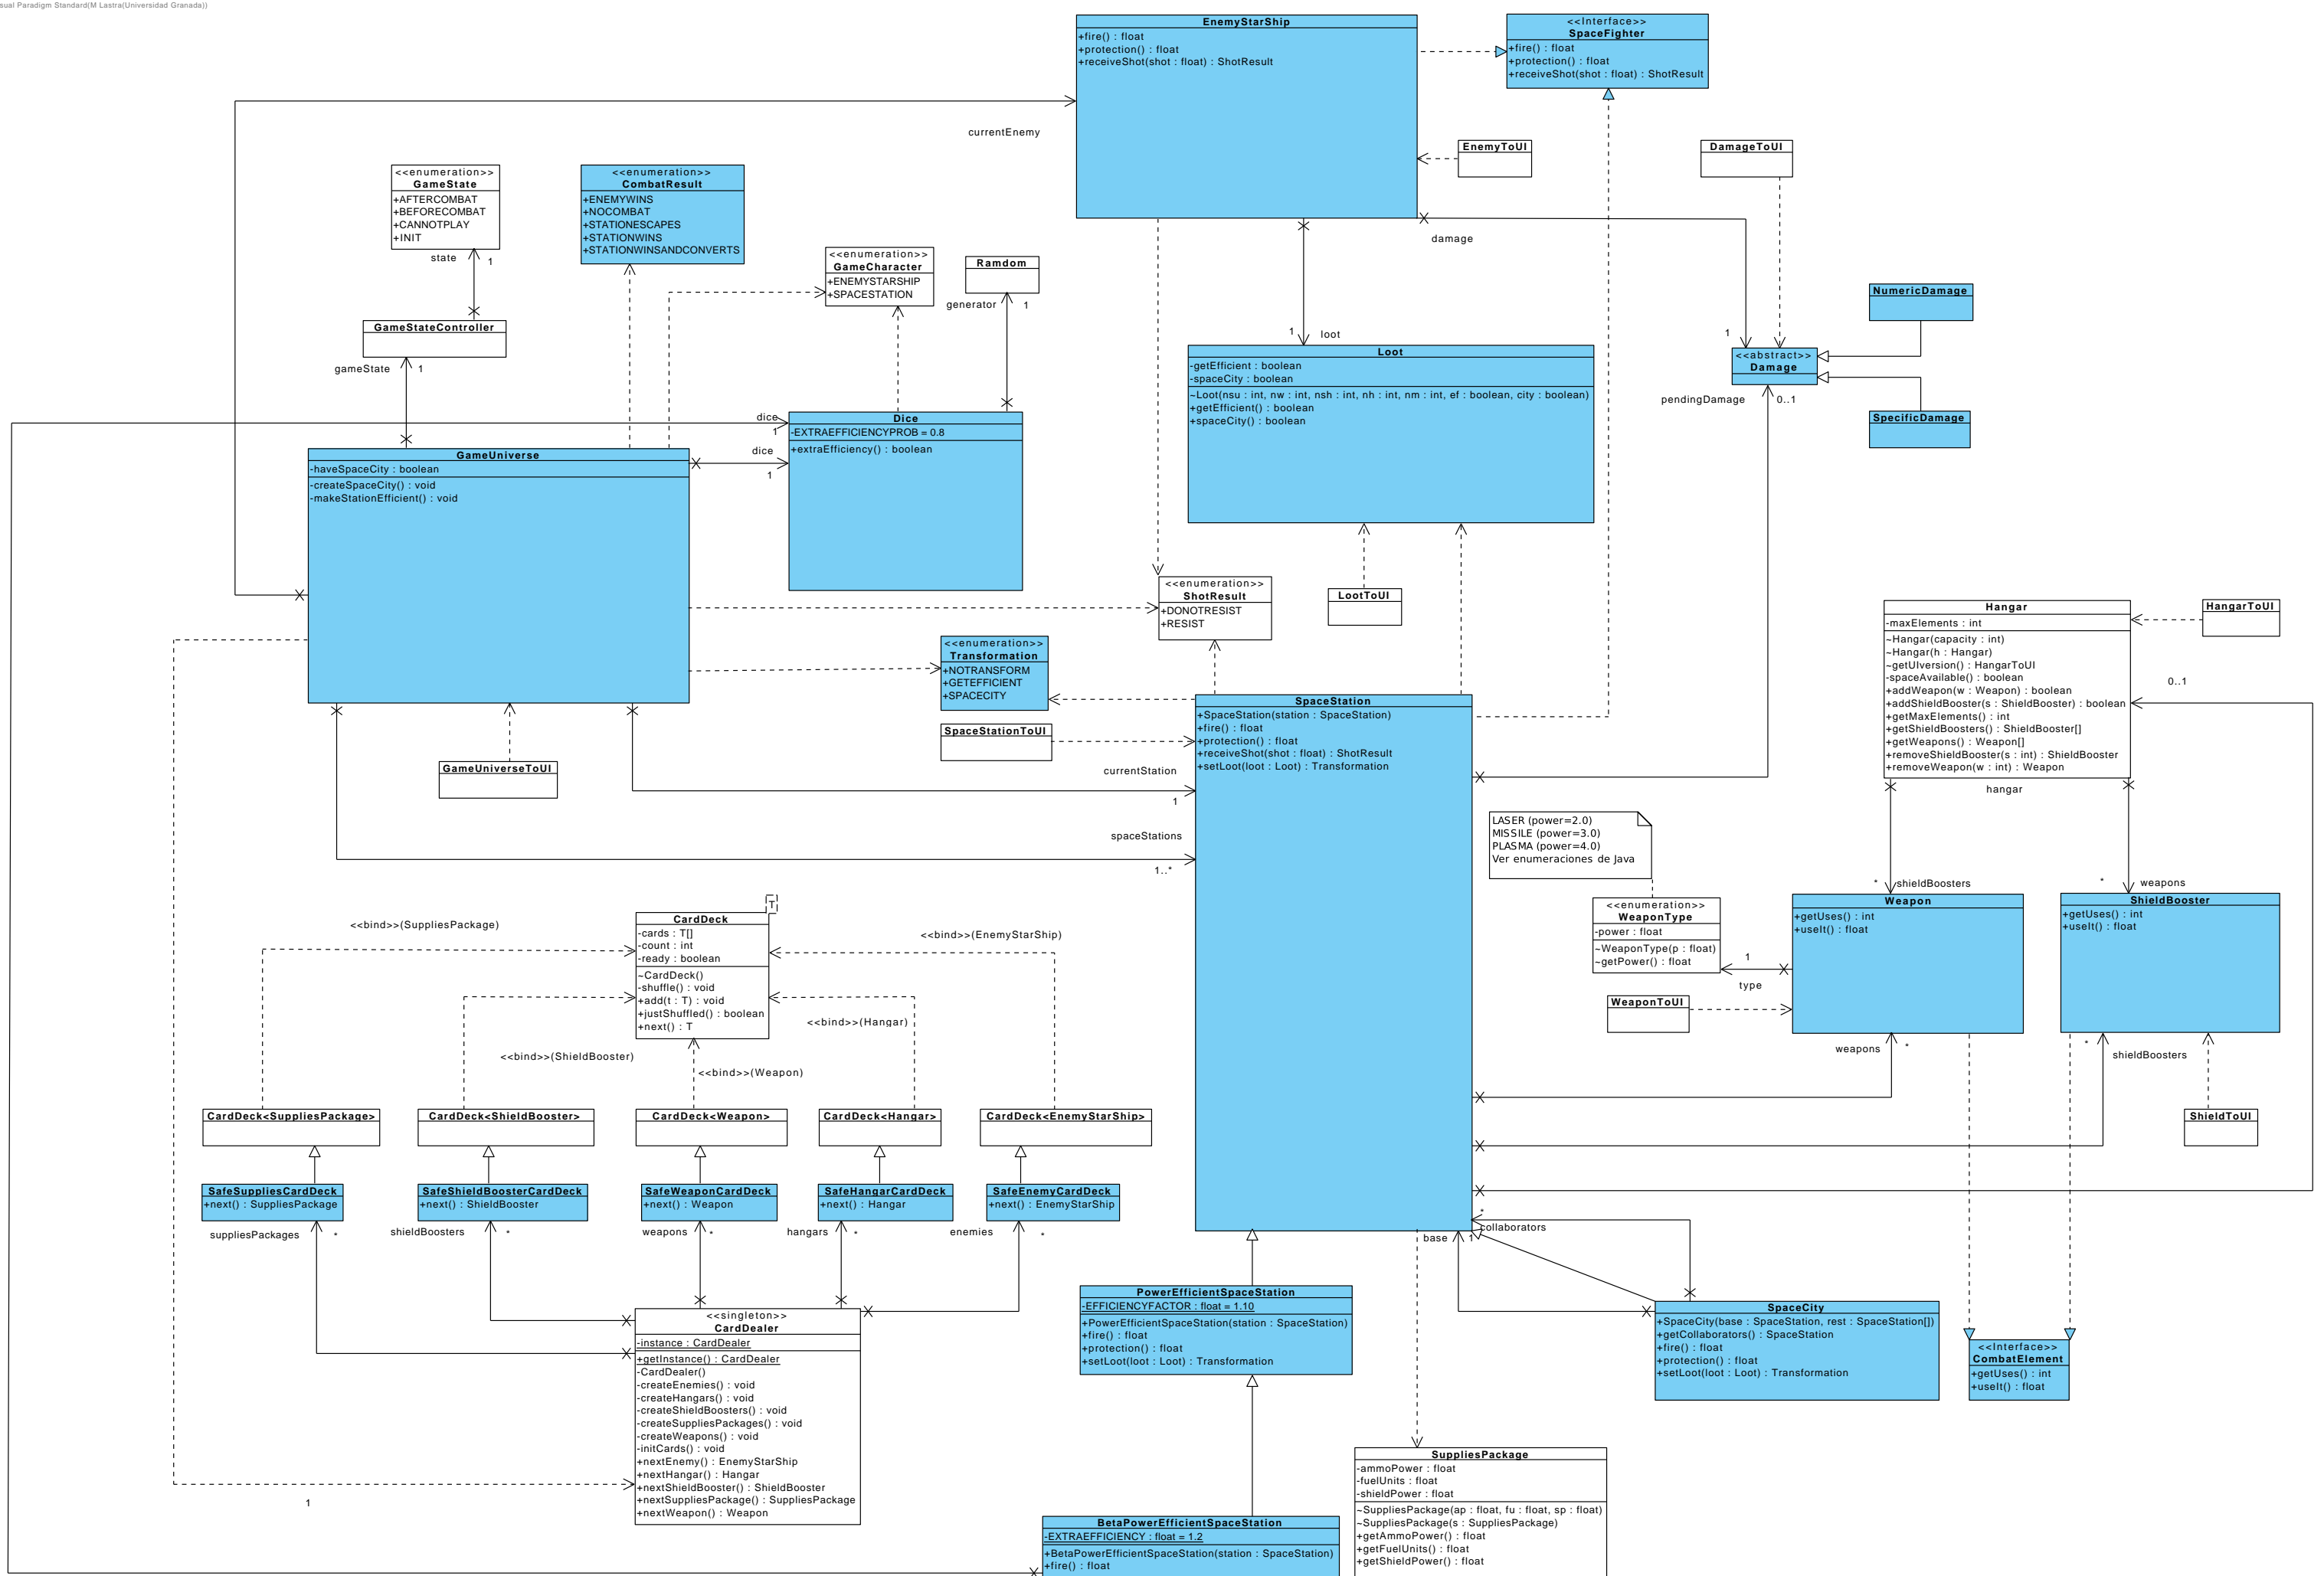 sual Paradigm Standard(M Lastra(Universidad Granada))
EnemyStarShip
+fire() : float
+protection() : float
+receiveShot(shot : float) : ShotResult
<<Interface>>
SpaceFighter
+fire() : float
+protection() : float
+receiveShot(shot : float) : ShotResult
currentEnemy
EnemyToUI
DamageToUI
<<enumeration>>
GameState
+AFTERCOMBAT
+BEFORECOMBAT
+CANNOTPLAY
+INIT
<<enumeration>>
CombatResult
+ENEMYWINS
+NOCOMBAT
+STATIONESCAPES
+STATIONWINS
+STATIONWINSANDCONVERTS
state
1
<<enumeration>>
GameCharacter
+ENEMYSTARSHIP
+SPACESTATION
Ramdom
generator
1
damage
GameStateController
gameState
1
1
loot
1
NumericDamage
<<abstract>>
Damage
SpecificDamage
pendingDamage
0..1
Loot
-getEfficient : boolean
-spaceCity : boolean
~Loot(nsu : int, nw : int, nsh : int, nh : int, nm : int, ef : boolean, city : boolean)
+getEfficient() : boolean
+spaceCity() : boolean
dice
1
dice
1
Dice
-EXTRAEFFICIENCYPROB = 0.8
+extraEfficiency() : boolean
GameUniverse
-haveSpaceCity : boolean
-createSpaceCity() : void
-makeStationEfficient() : void
<<enumeration>>
ShotResult
+DONOTRESIST
+RESIST
LootToUI
Hangar
-maxElements : int
~Hangar(capacity : int)
~Hangar(h : Hangar)
~getUIversion() : HangarToUI
-spaceAvailable() : boolean
+addWeapon(w : Weapon) : boolean
+addShieldBooster(s : ShieldBooster) : boolean
+getMaxElements() : int
+getShieldBoosters() : ShieldBooster[]
+getWeapons() : Weapon[]
+removeShieldBooster(s : int) : ShieldBooster
+removeWeapon(w : int) : Weapon
HangarToUI
0..1
hangar
<<enumeration>>
Transformation
+NOTRANSFORM
+GETEFFICIENT
+SPACECITY
SpaceStationToUI
GameUniverseToUI
SpaceStation
+SpaceStation(station : SpaceStation)
+fire() : float
+protection() : float
+receiveShot(shot : float) : ShotResult
+setLoot(loot : Loot) : Transformation
currentStation
1
spaceStations
1..*
LASER (power=2.0)
MISSILE (power=3.0)
PLASMA (power=4.0)
Ver enumeraciones de Java
* shieldBoosters
* weapons
<<enumeration>>
WeaponType
-power : float
~WeaponType(p : float)
~getPower() : float
1
type
Weapon
+getUses() : int
+useIt() : float
ShieldBooster
+getUses() : int
+useIt() : float
WeaponToUI
weapons *
* shieldBoosters
ShieldToUI
T
CardDeck
-cards : T[]
-count : int
-ready : boolean
~CardDeck()
-shuffle() : void
+add(t : T) : void
+justShuffled() : boolean
+next() : T
<<bind>>(SuppliesPackage)
<<bind>>(EnemyStarShip)
<<bind>>(Hangar)
<<bind>>(ShieldBooster)
<<bind>>(Weapon)
CardDeck<SuppliesPackage>
CardDeck<ShieldBooster>
CardDeck<Weapon>
CardDeck<Hangar>
CardDeck<EnemyStarShip>
SafeSuppliesCardDeck
+next() : SuppliesPackage
SafeShieldBoosterCardDeck
+next() : ShieldBooster
SafeWeaponCardDeck
+next() : Weapon
SafeHangarCardDeck
+next() : Hangar
SafeEnemyCardDeck
+next() : EnemyStarShip
suppliesPackages *
shieldBoosters *
weapons *
hangars *
enemies *
*
collaborators
base 1
<<singleton>>
CardDealer
-instance : CardDealer
+getInstance() : CardDealer
-CardDealer()
-createEnemies() : void
-createHangars() : void
-createShieldBoosters() : void
-createSuppliesPackages() : void
-createWeapons() : void
-initCards() : void
+nextEnemy() : EnemyStarShip
+nextHangar() : Hangar
+nextShieldBooster() : ShieldBooster
+nextSuppliesPackage() : SuppliesPackage
+nextWeapon() : Weapon
1
PowerEfficientSpaceStation
-EFFICIENCYFACTOR : float = 1.10
+PowerEfficientSpaceStation(station : SpaceStation)
+fire() : float
+protection() : float
+setLoot(loot : Loot) : Transformation
SpaceCity
+SpaceCity(base : SpaceStation, rest : SpaceStation[])
+getCollaborators() : SpaceStation
+fire() : float
+protection() : float
+setLoot(loot : Loot) : Transformation
<<Interface>>
CombatElement
+getUses() : int
+useIt() : float
SuppliesPackage
-ammoPower : float
-fuelUnits : float
-shieldPower : float
~SuppliesPackage(ap : float, fu : float, sp : float)
~SuppliesPackage(s : SuppliesPackage)
+getAmmoPower() : float
+getFuelUnits() : float
+getShieldPower() : float
BetaPowerEfficientSpaceStation
-EXTRAEFFICIENCY : float = 1.2
+BetaPowerEfficientSpaceStation(station : SpaceStation)
+fire() : float